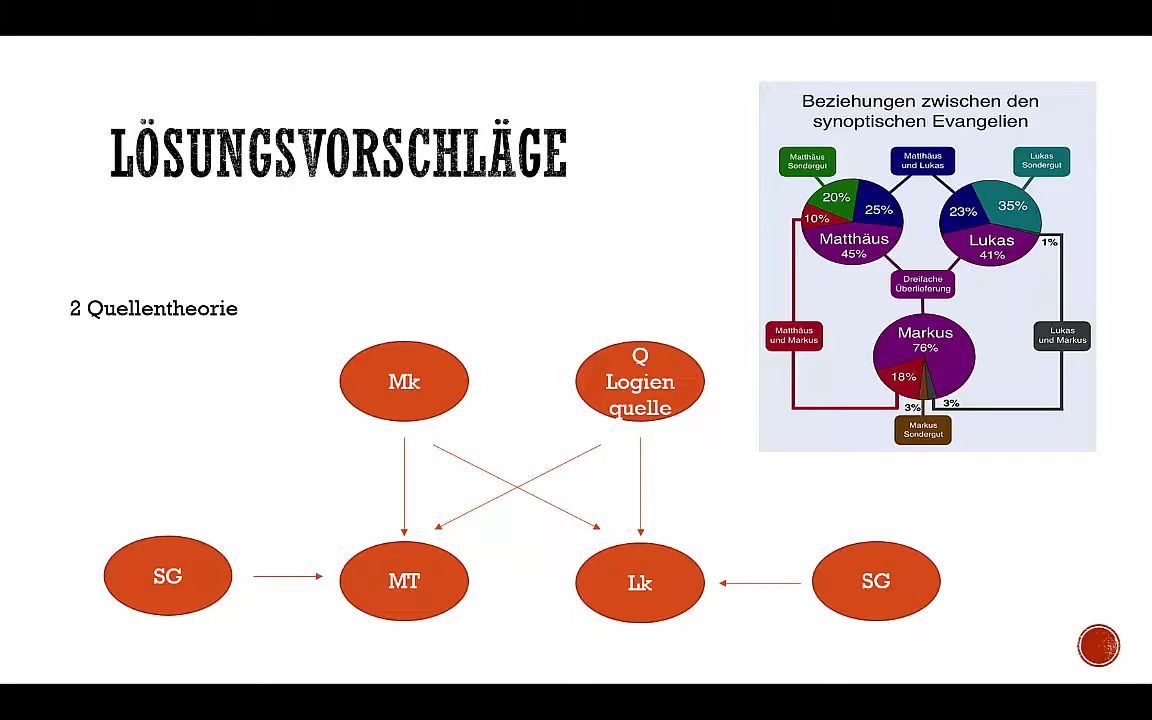 LÖSUNGSVORSCHLÄGE
2 Quellentheorie
Mk
Q
Logien
quelle
SG
MT
Lk
SG
Beziehungen zwischen den
synoptischen Evangelien
Matthäus
Sondergut
Matthäus
und Lukas
Lukas
Sondergut
20%
25%
10%
Matthäus
45%
23%
35%
1%
Lukas
41%
Dreifache
Überlieferung
Matthäus
und Markus
Lukas
und Markus
Markus
76%
18%
3%
3%
Markus
Sondergut